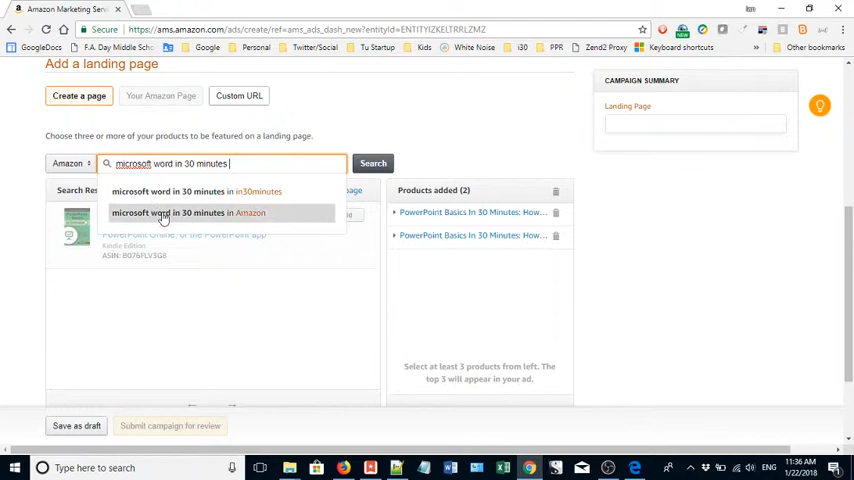 Amazon Marketing Service
Ian
Secure
https://ams.amazon.com/ads/create/ref=ams_ads_dash_new?entityId=ENTITYIZKELTRRLZMZ
GoogleDocs
F.A. Day Middle School
Google
Personal
Twitter/Social
Tu Startup
Kids
White Noise
i30
PPR
Zend2 Proxy
Keyboard shortcuts
Other bookmarks
Add a landing page
CAMPAIGN SUMMARY
Create a page
Your Amazon Page
Custom URL
Landing Page
Choose three or more of your products to be featured on a landing page.
Amazon
microsoft word in 30 minutes
Search
microsoft word in 30 minutes in in30minutes
microsoft word in 30 minutes in Amazon
Search Res
page
Products added (2)
PowerPoint Basics In 30 Minutes: How...
PowerPoint Online, or the PowerPoint app
Kindle Edition
ASIN: B076FLV3G8
PowerPoint Basics In 30 Minutes: How...
Select at least 3 products from left. The
top 3 will appear in your ad.
Save as draft
Submit campaign for review
Type here to search
ENG
11:36 AM
1/22/2018